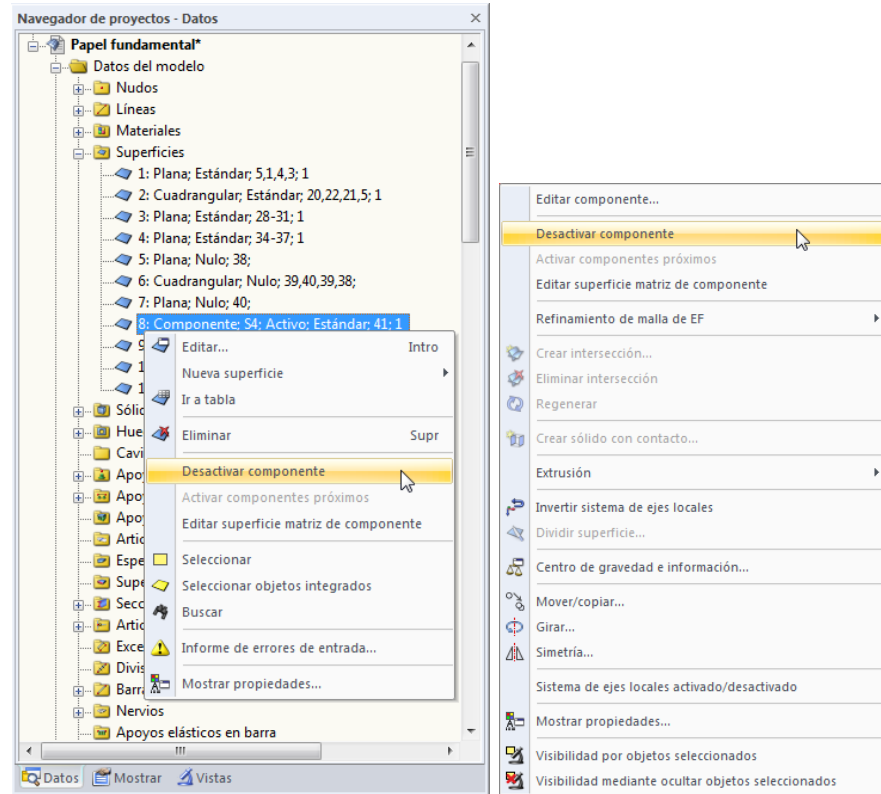 Navegador de proyectos - Datos
Papel fundamental*
Datos del modelo
Nudos
Líneas
Materiales
Superficies
1: Plana; Estándar; 5,1,4,3; 1
2: Cuadrangular; Estándar; 20,22,21,5; 1
3: Plana; Estándar; 28-31; 1
4: Plana; Estándar; 34-37; 1
5: Plana; Nulo; 38;
6: Cuadrangular; Nulo; 39,40,39,38;
7: Plana; Nulo; 40;
8: Componente; S4; Activo; Estándar; 41; 1
Editar... Intro
Nueva superficie
Ir a tabla
Eliminar Supr
Desactivar componente
Activar componentes próximos
Editar superficie matriz de componente
Seleccionar
Seleccionar objetos integrados
Buscar
Informe de errores de entrada...
Mostrar propiedades...
Nervios
Apoyos elásticos en barra
Datos Mostrar Vistas
Editar componente...
Desactivar componente
Activar componentes próximos
Editar superficie matriz de componente
Refinamiento de malla de EF
Crear intersección...
Eliminar intersección
Regenerar
Crear sólido con contacto...
Extrusión
Invertir sistema de ejes locales
Dividir superficie...
Centro de gravedad e información...
Mover/copiar...
Girar...
Simetría...
Sistema de ejes locales activado/desactivado
Mostrar propiedades...
Visibilidad por objetos seleccionados
Visibilidad mediante ocultar objetos seleccionados